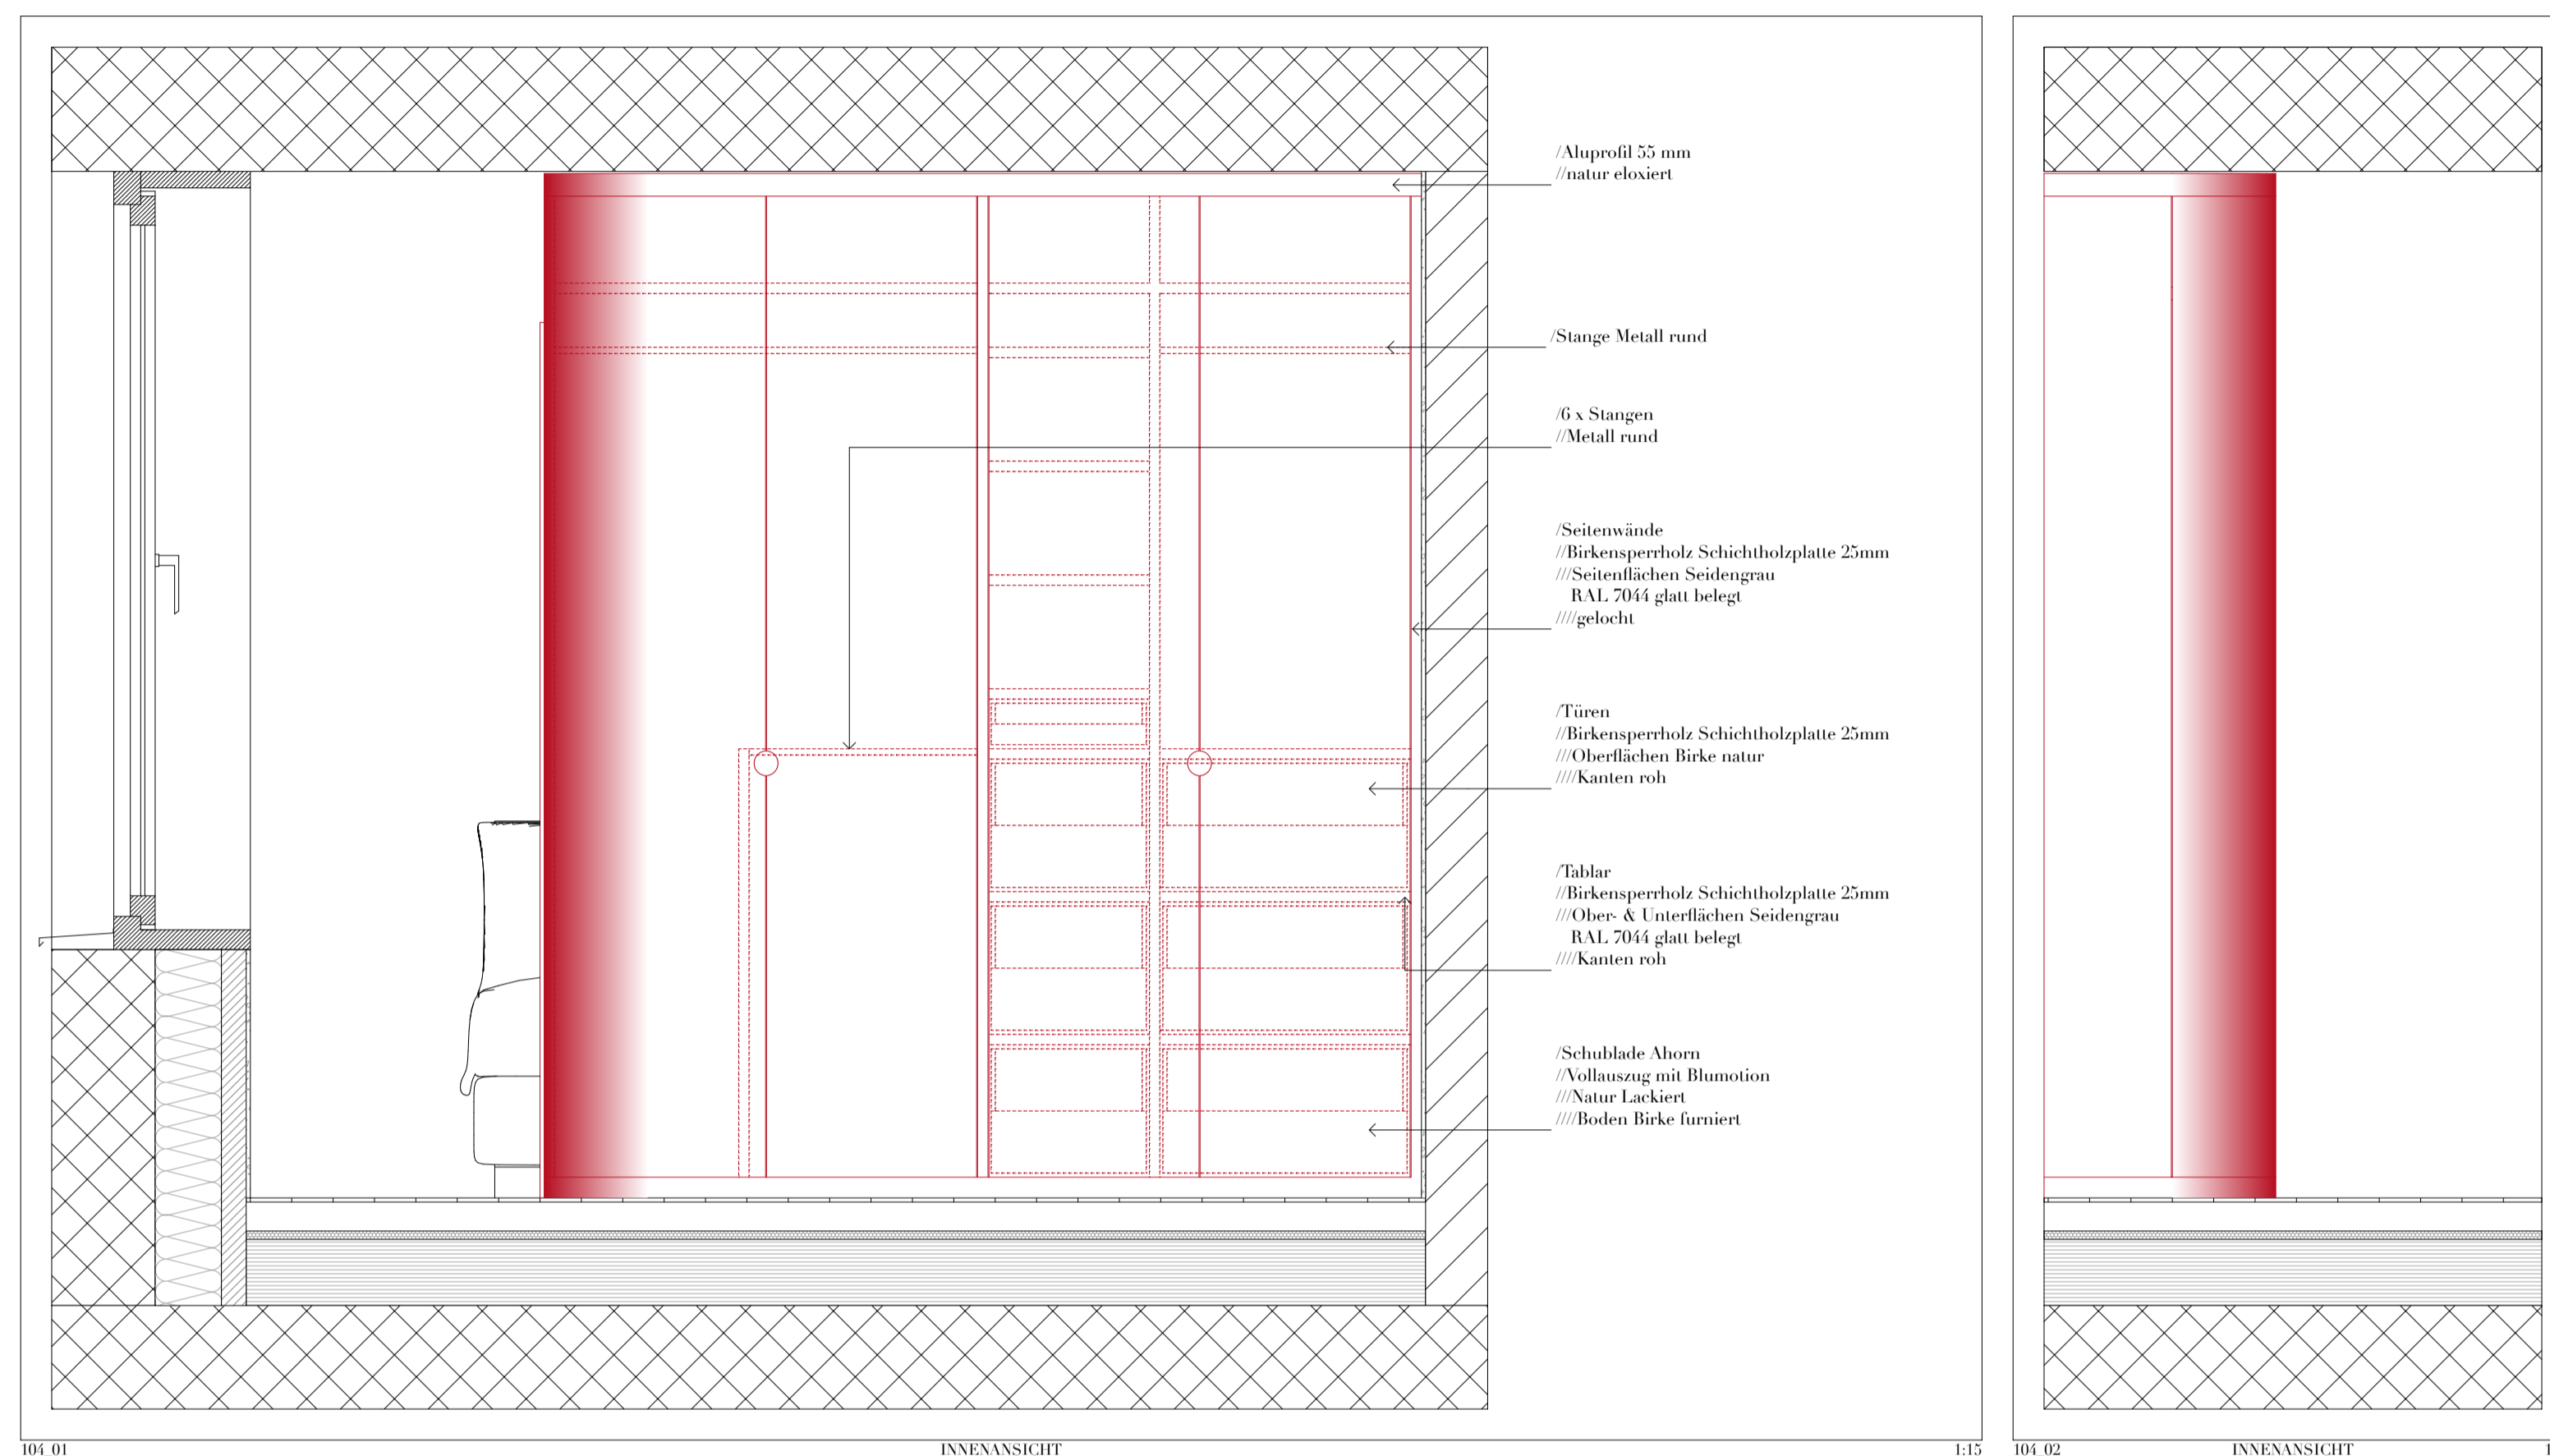 /Aluprofil 55 mm
//natur eloxiert
/Stange Metall rund
/6 x Stangen
//Metall rund
/Seitenwände
//Birkensperrholz Schichtholzplatte 25mm
///Seitenflächen Seidengrau
RAL 7044 glatt belegt
////gelocht
/Türen
//Birkensperrholz Schichtholzplatte 25mm
///Oberflächen Birke natur
////Kanten roh
/Tablar
//Birkensperrholz Schichtholzplatte 25mm
///Ober- & Unterflächen Seidengrau
RAL 7044 glatt belegt
////Kanten roh
/Schublade Ahorn
//Vollauszug mit Blumotion
///Natur Lackiert
////Boden Birke furniert
104_01 INNENANSICHT 1:15
104_02 INNENANSICHT